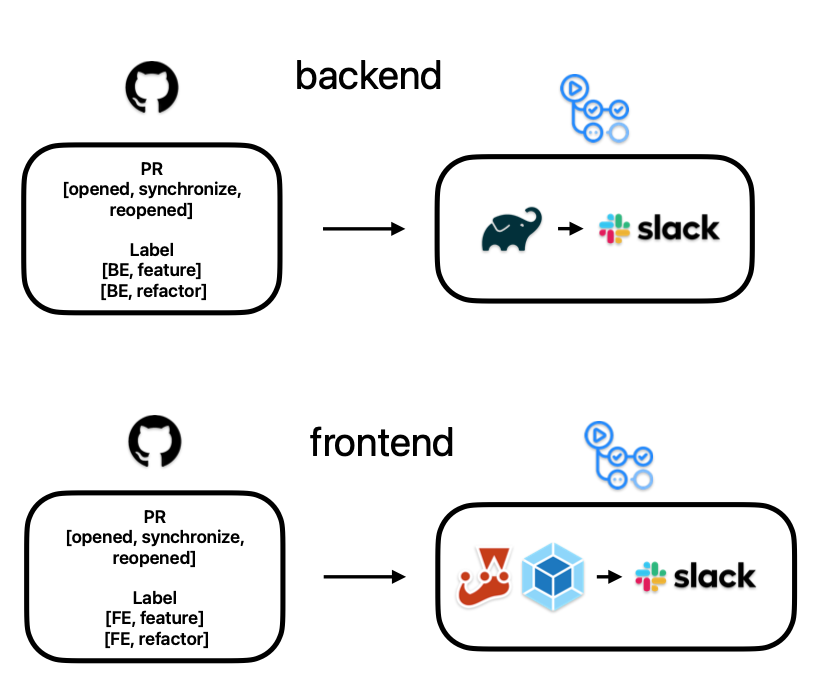 backend
PR
[opened, synchronize,
reopened]
Label
[BE, feature]
[BE, refactor]
slack
frontend
PR
[opened, synchronize,
reopened]
Label
[FE, feature]
[FE, refactor]
slack